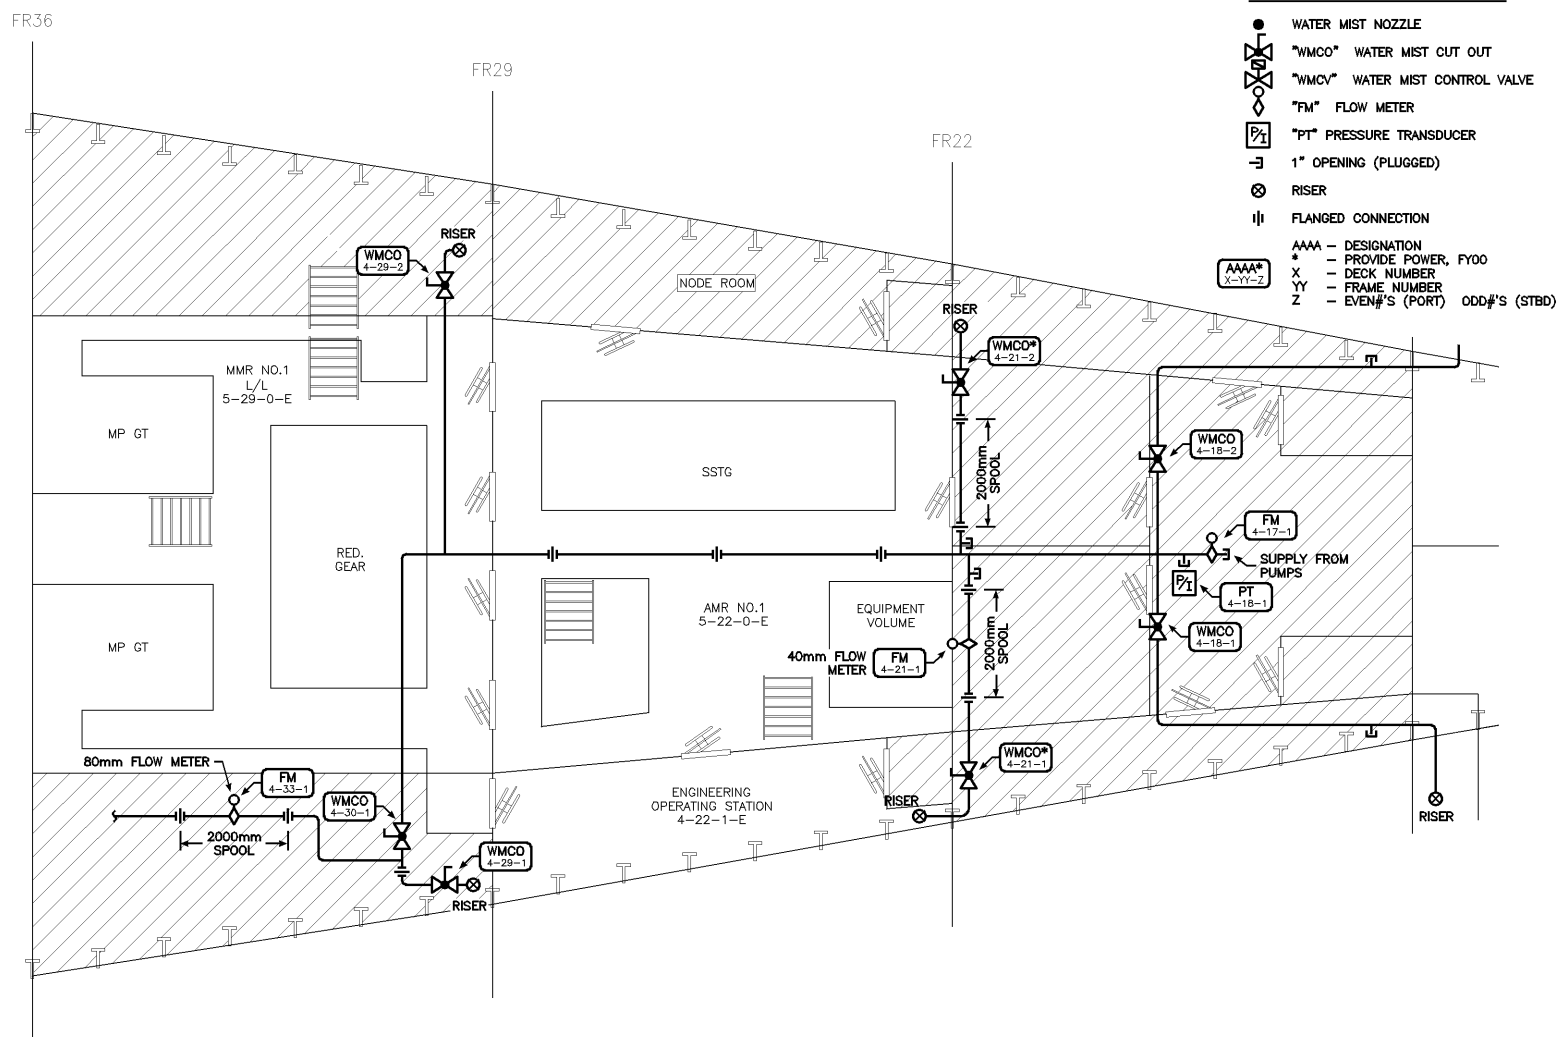 FR36
FR29
FR22
WATER MIST NOZZLE
"WMCO" WATER MIST CUT OUT
"WMCV" WATER MIST CONTROL VALVE
"FM" FLOW METER
P/I
"PT" PRESSURE TRANSDUCER
1" OPENING (PLUGGED)
RISER
FLANGED CONNECTION
AAAA*
X-YY-Z
AAAA – DESIGNATION
* – PROVIDE POWER, FY00
X – DECK NUMBER
YY – FRAME NUMBER
Z – EVEN#'S (PORT) ODD#'S (STBD)
RISER
WMCO
4-29-2
NODE ROOM
RISER
WMCO*
4-21-2
MMR NO.1
L/L
5-29-0-E
MP GT
SSTG
2000mm
SPOOL
WMCO
4-18-2
FM
4-17-1
SUPPLY FROM
PUMPS
P/I
PT
4-18-1
WMCO
4-18-1
RED.
GEAR
AMR NO.1
5-22-0-E
EQUIPMENT
VOLUME
MP GT
40mm FLOW
METER
FM
4-21-1
2000mm
SPOOL
WMCO*
4-21-1
RISER
RISER
80mm FLOW METER
FM
4-33-1
2000mm
SPOOL
WMCO
4-30-1
WMCO
4-29-1
RISER
ENGINEERING
OPERATING STATION
4-22-1-E